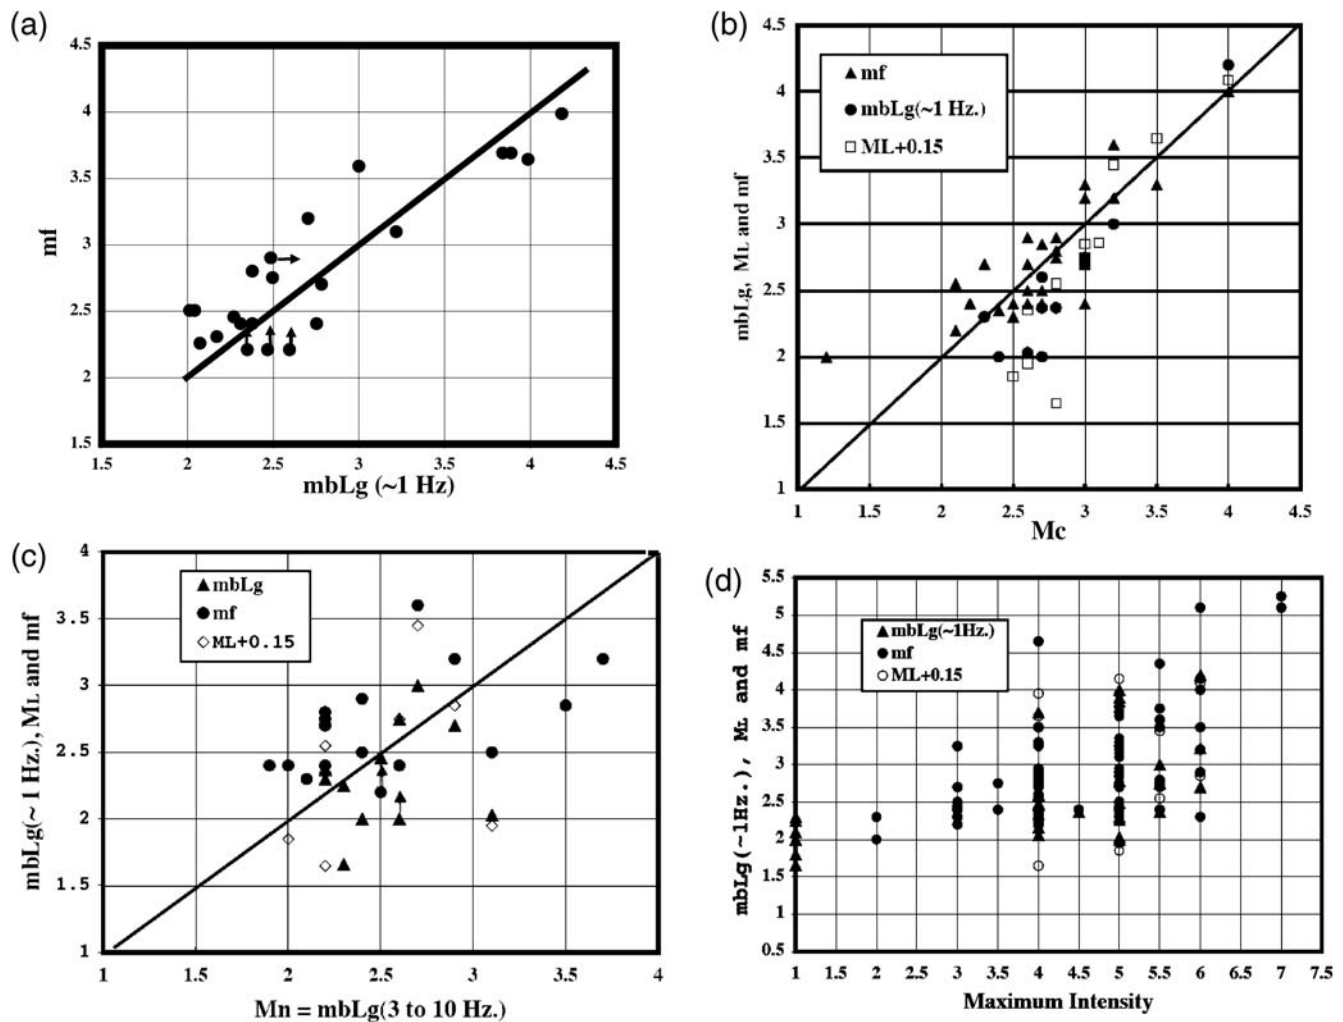 (a)
4.5
4
3.5
3
2.5
2
1.5
mf
1.5 2 2.5 3 3.5 4 4.5
mbLg (~1 Hz)
(b)
4.5
4
3.5
3
2.5
2
1.5
1
mbLg, ML and mf
mf
mbLg(~1 Hz.)
ML+0.15
1 1.5 2 2.5 3 3.5 4 4.5
Mc
(c)
4
3.5
3
2.5
2
1.5
1
mbLg(~ 1 Hz.), ML and mf
mbLg
mf
ML+0.15
1 1.5 2 2.5 3 3.5 4
Mn = mbLg(3 to 10 Hz.)
(d)
5.5
5
4.5
4
3.5
3
2.5
2
1.5
1
0.5
mbLg(~1Hz.), ML and mf
mbLg(~1Hz.)
mf
ML+0.15
1 1.5 2 2.5 3 3.5 4 4.5 5 5.5 6 6.5 7 7.5
Maximum Intensity